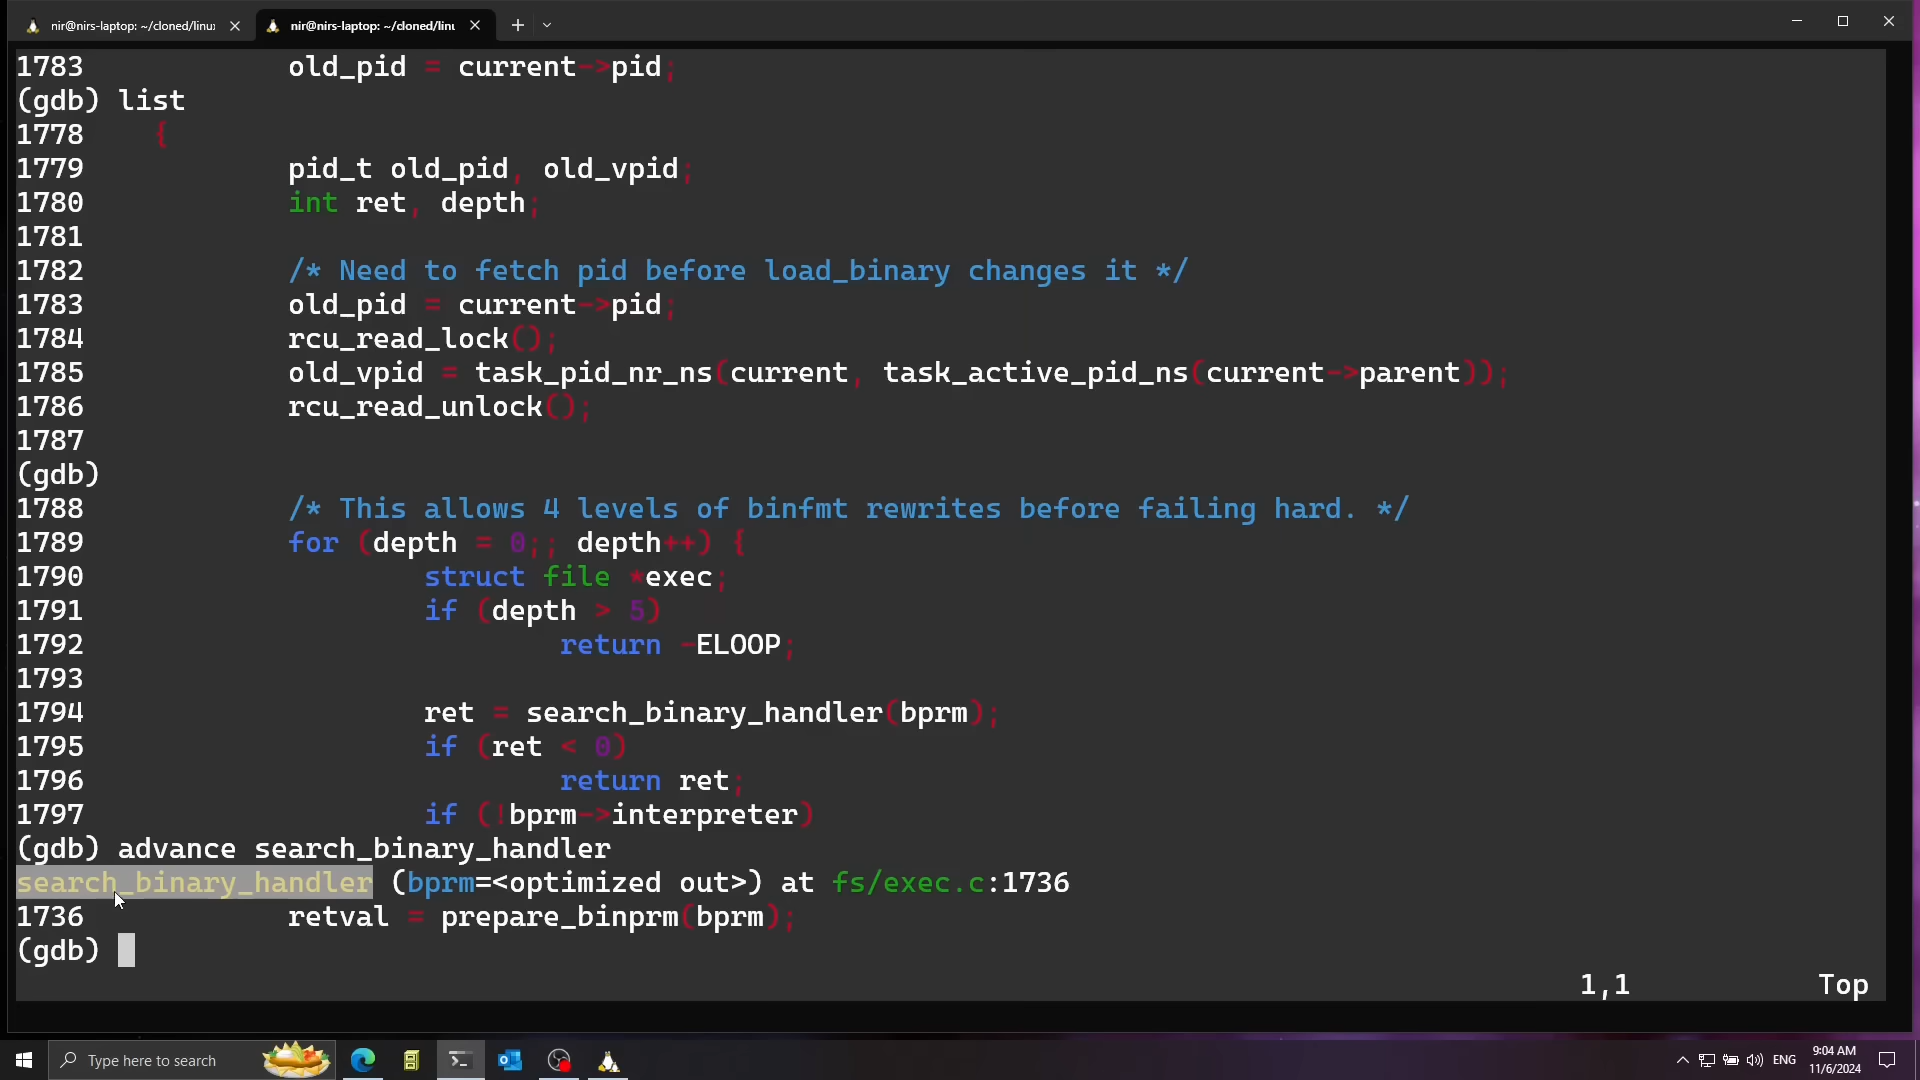 nir@nirs-laptop: ~/cloned/linu
nir@nirs-laptop: ~/cloned/linu
1783 old_pid = current->pid;
(gdb) list
1778 {
1779 pid_t old_pid, old_vpid;
1780 int ret, depth;
1781
1782 /* Need to fetch pid before load_binary changes it */
1783 old_pid = current->pid;
1784 rcu_read_lock();
1785 old_vpid = task_pid_nr_ns(current, task_active_pid_ns(current->parent));
1786 rcu_read_unlock();
1787
(gdb)
1788 /* This allows 4 levels of binfmt rewrites before failing hard. */
1789 for (depth = 0;; depth++) {
1790 struct file *exec;
1791 if (depth > 5)
1792 return -ELOOP;
1793
1794 ret = search_binary_handler(bprm);
1795 if (ret < 0)
1796 return ret;
1797 if (!bprm->interpreter)
(gdb) advance search_binary_handler
search_binary_handler (bprm=<optimized out>) at fs/exec.c:1736
1736 retval = prepare_binprm(bprm);
(gdb)
1,1 Top
Type here to search
ENG
9:04 AM
11/6/2024